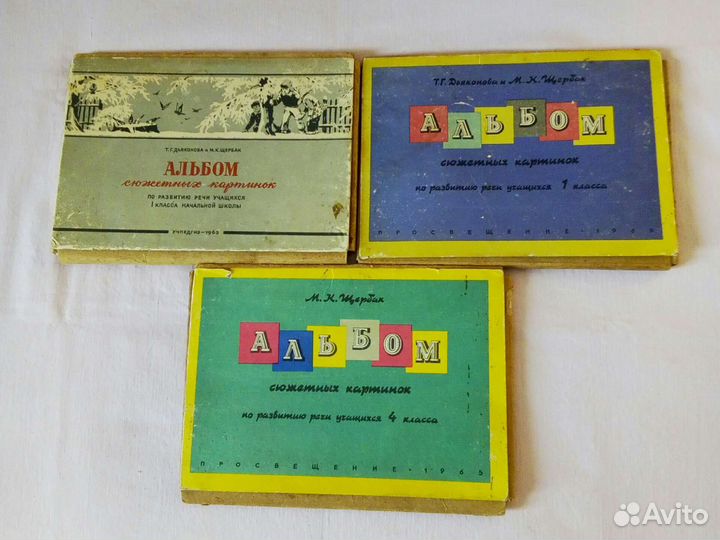 Т.Г.ДЬЯКОНОВА и М.К.ЩЕРБАК
АЛЬБОМ
сюжетных картинок
ПО РАЗВИТИЮ РЕЧИ УЧАЩИХСЯ
I КЛАССА НАЧАЛЬНОЙ ШКОЛЫ
УЧПЕДГИЗ-1963
Т.Г. Дьяконова и М.К. Щербак
АЛЬБОМ
сюжетных картинок
по развитию речи учащихся 1 класса
ПРОСВЕЩЕНИЕ · 1965
М.К. Щербак
АЛЬБОМ
сюжетных картинок
по развитию речи учащихся 4 класса
ПРОСВЕЩЕНИЕ · 1965
Avito